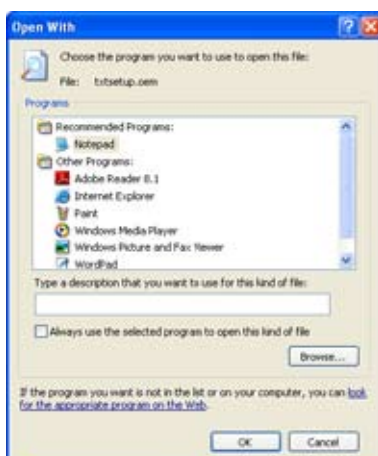 Open With
Choose the program you want to use to open this file:
File: txtsetup.oem
Programs
Recommended Programs:
Notepad
Other Programs:
Adobe Reader 8.1
Internet Explorer
Paint
Windows Media Player
Windows Picture and Fax Viewer
WordPad
Type a description that you want to use for this kind of file:
Always use the selected program to open this kind of file
Browse...
If the program you want is not in the list or on your computer, you can look
for the appropriate program on the Web.
OK
Cancel